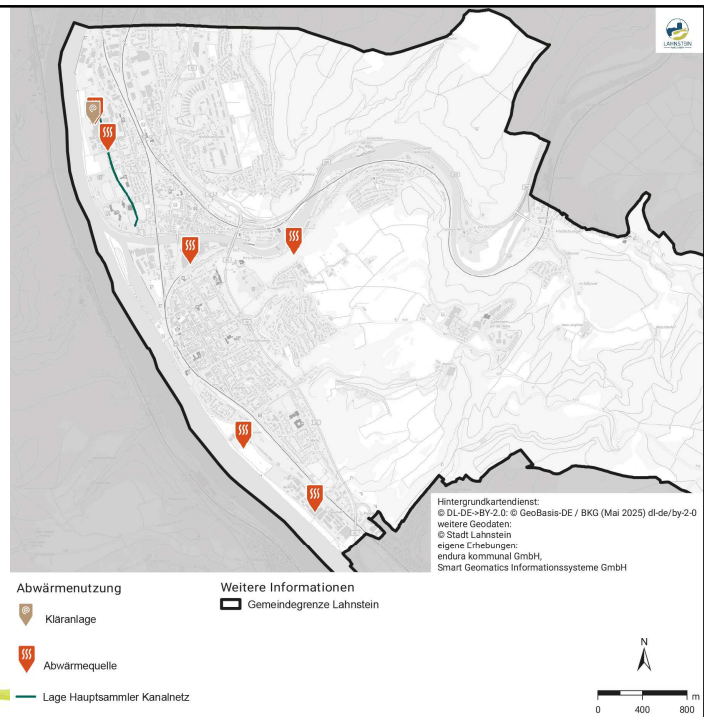 LAHNSTEIN
Hintergrundkartendienst:
© DL-DE->BY-2.0: © GeoBasis-DE / BKG (Mai 2025) dl-de/by-2-0
weitere Geodaten:
© Stadt Lahnstein
eigene Erhebungen:
endura kommunal GmbH,
Smart Geomatics Informationssysteme GmbH
Abwärmenutzung
Kläranlage
Abwärmequelle
Lage Hauptsammler Kanalnetz
Weitere Informationen
Gemeindegrenze Lahnstein
N
m
0 400 800